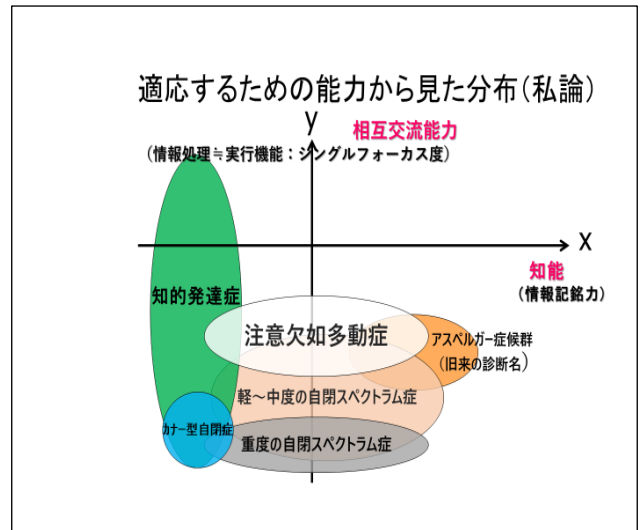 適応するための能力から見た分布（私論）
y
相互交流能力
（情報処理≒実行機能：シングルフォーカス度）
x
知能
（情報記銘力）
知的発達症
注意欠如多動症
アスペルガー症候群
（旧来の診断名）
軽～中度の自閉スペクトラム症
カナー型自閉症
重度の自閉スペクトラム症